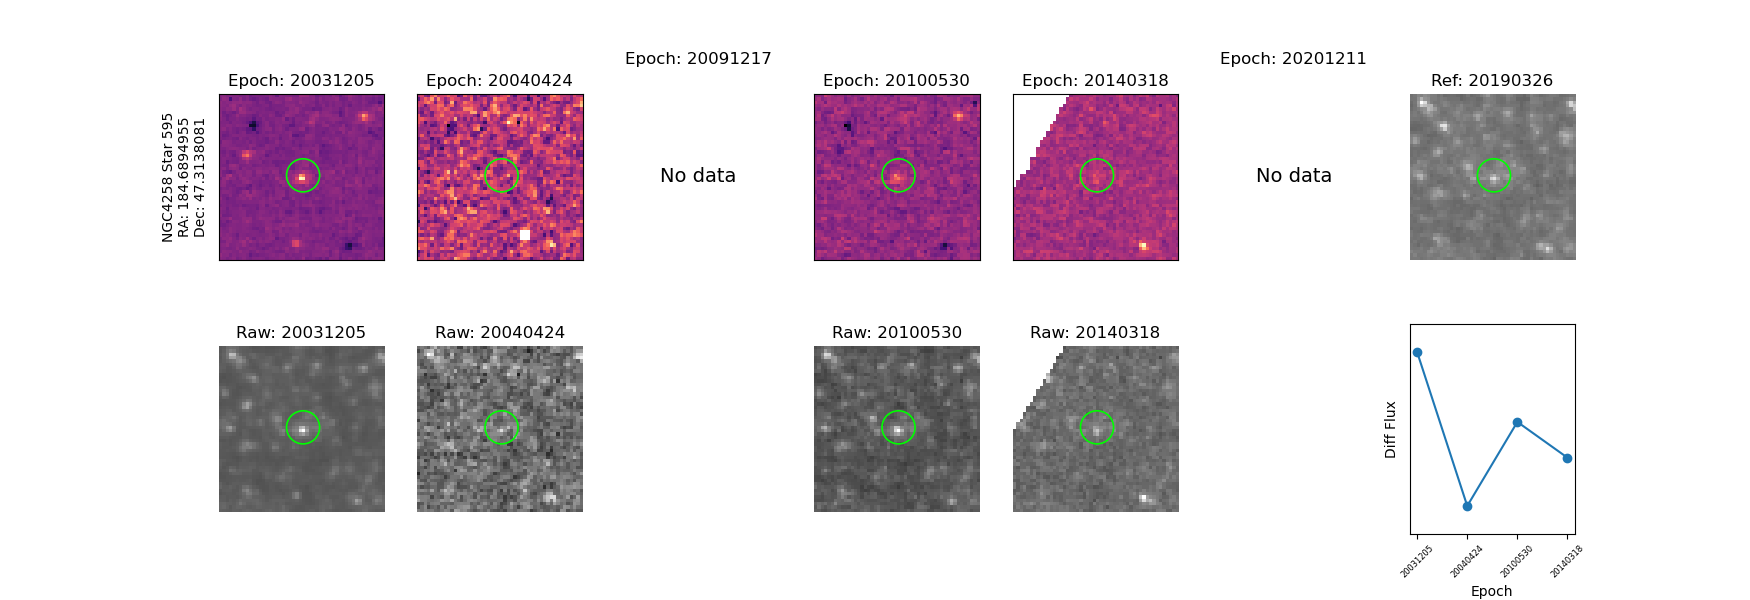 Epoch: 20091217
Epoch: 20201211
Epoch: 20031205
Epoch: 20040424
Epoch: 20100530
Epoch: 20140318
Ref: 20190326
NGC4258 Star 595
RA: 184.6894955
Dec: 47.3138081
No data
No data
Raw: 20031205
Raw: 20040424
Raw: 20100530
Raw: 20140318
Diff Flux
20031205
20040424
20100530
20140318
Epoch